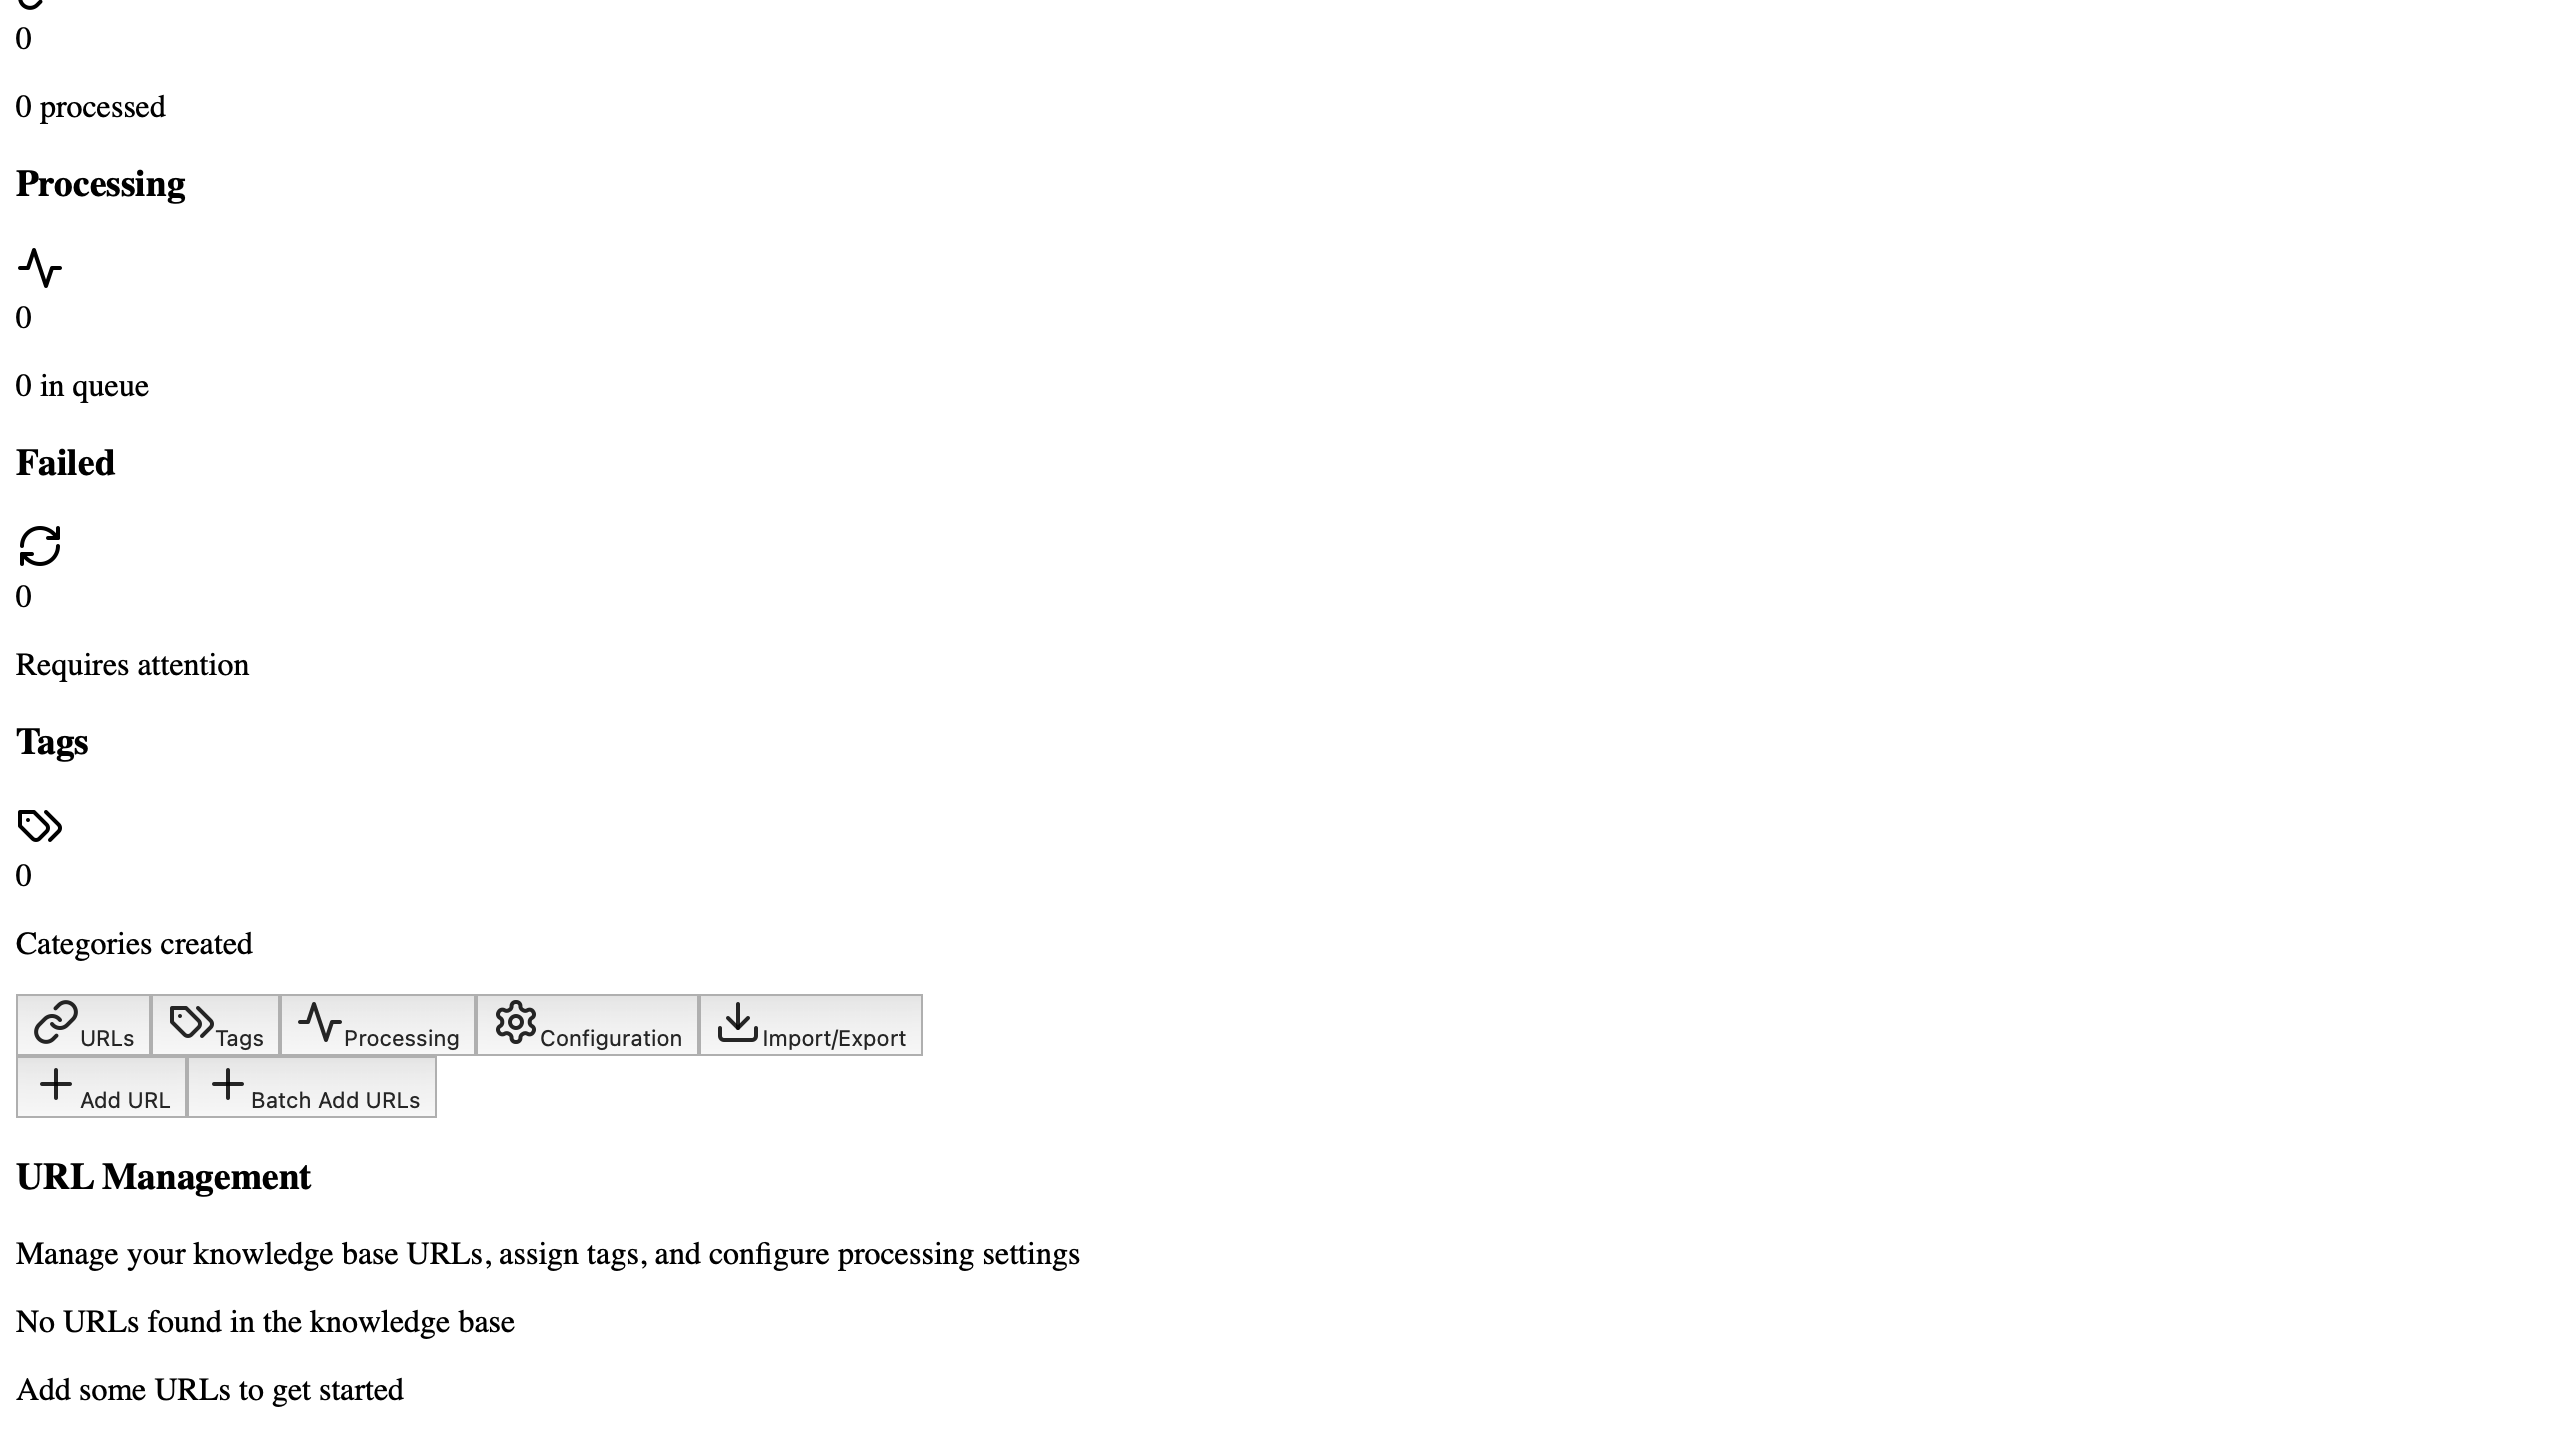 0
0 processed
Processing
0
0 in queue
Failed
0
Requires attention
Tags
0
Categories created
URLs Tags Processing Configuration Import/Export
Add URL Batch Add URLs
URL Management
Manage your knowledge base URLs, assign tags, and configure processing settings
No URLs found in the knowledge base
Add some URLs to get started